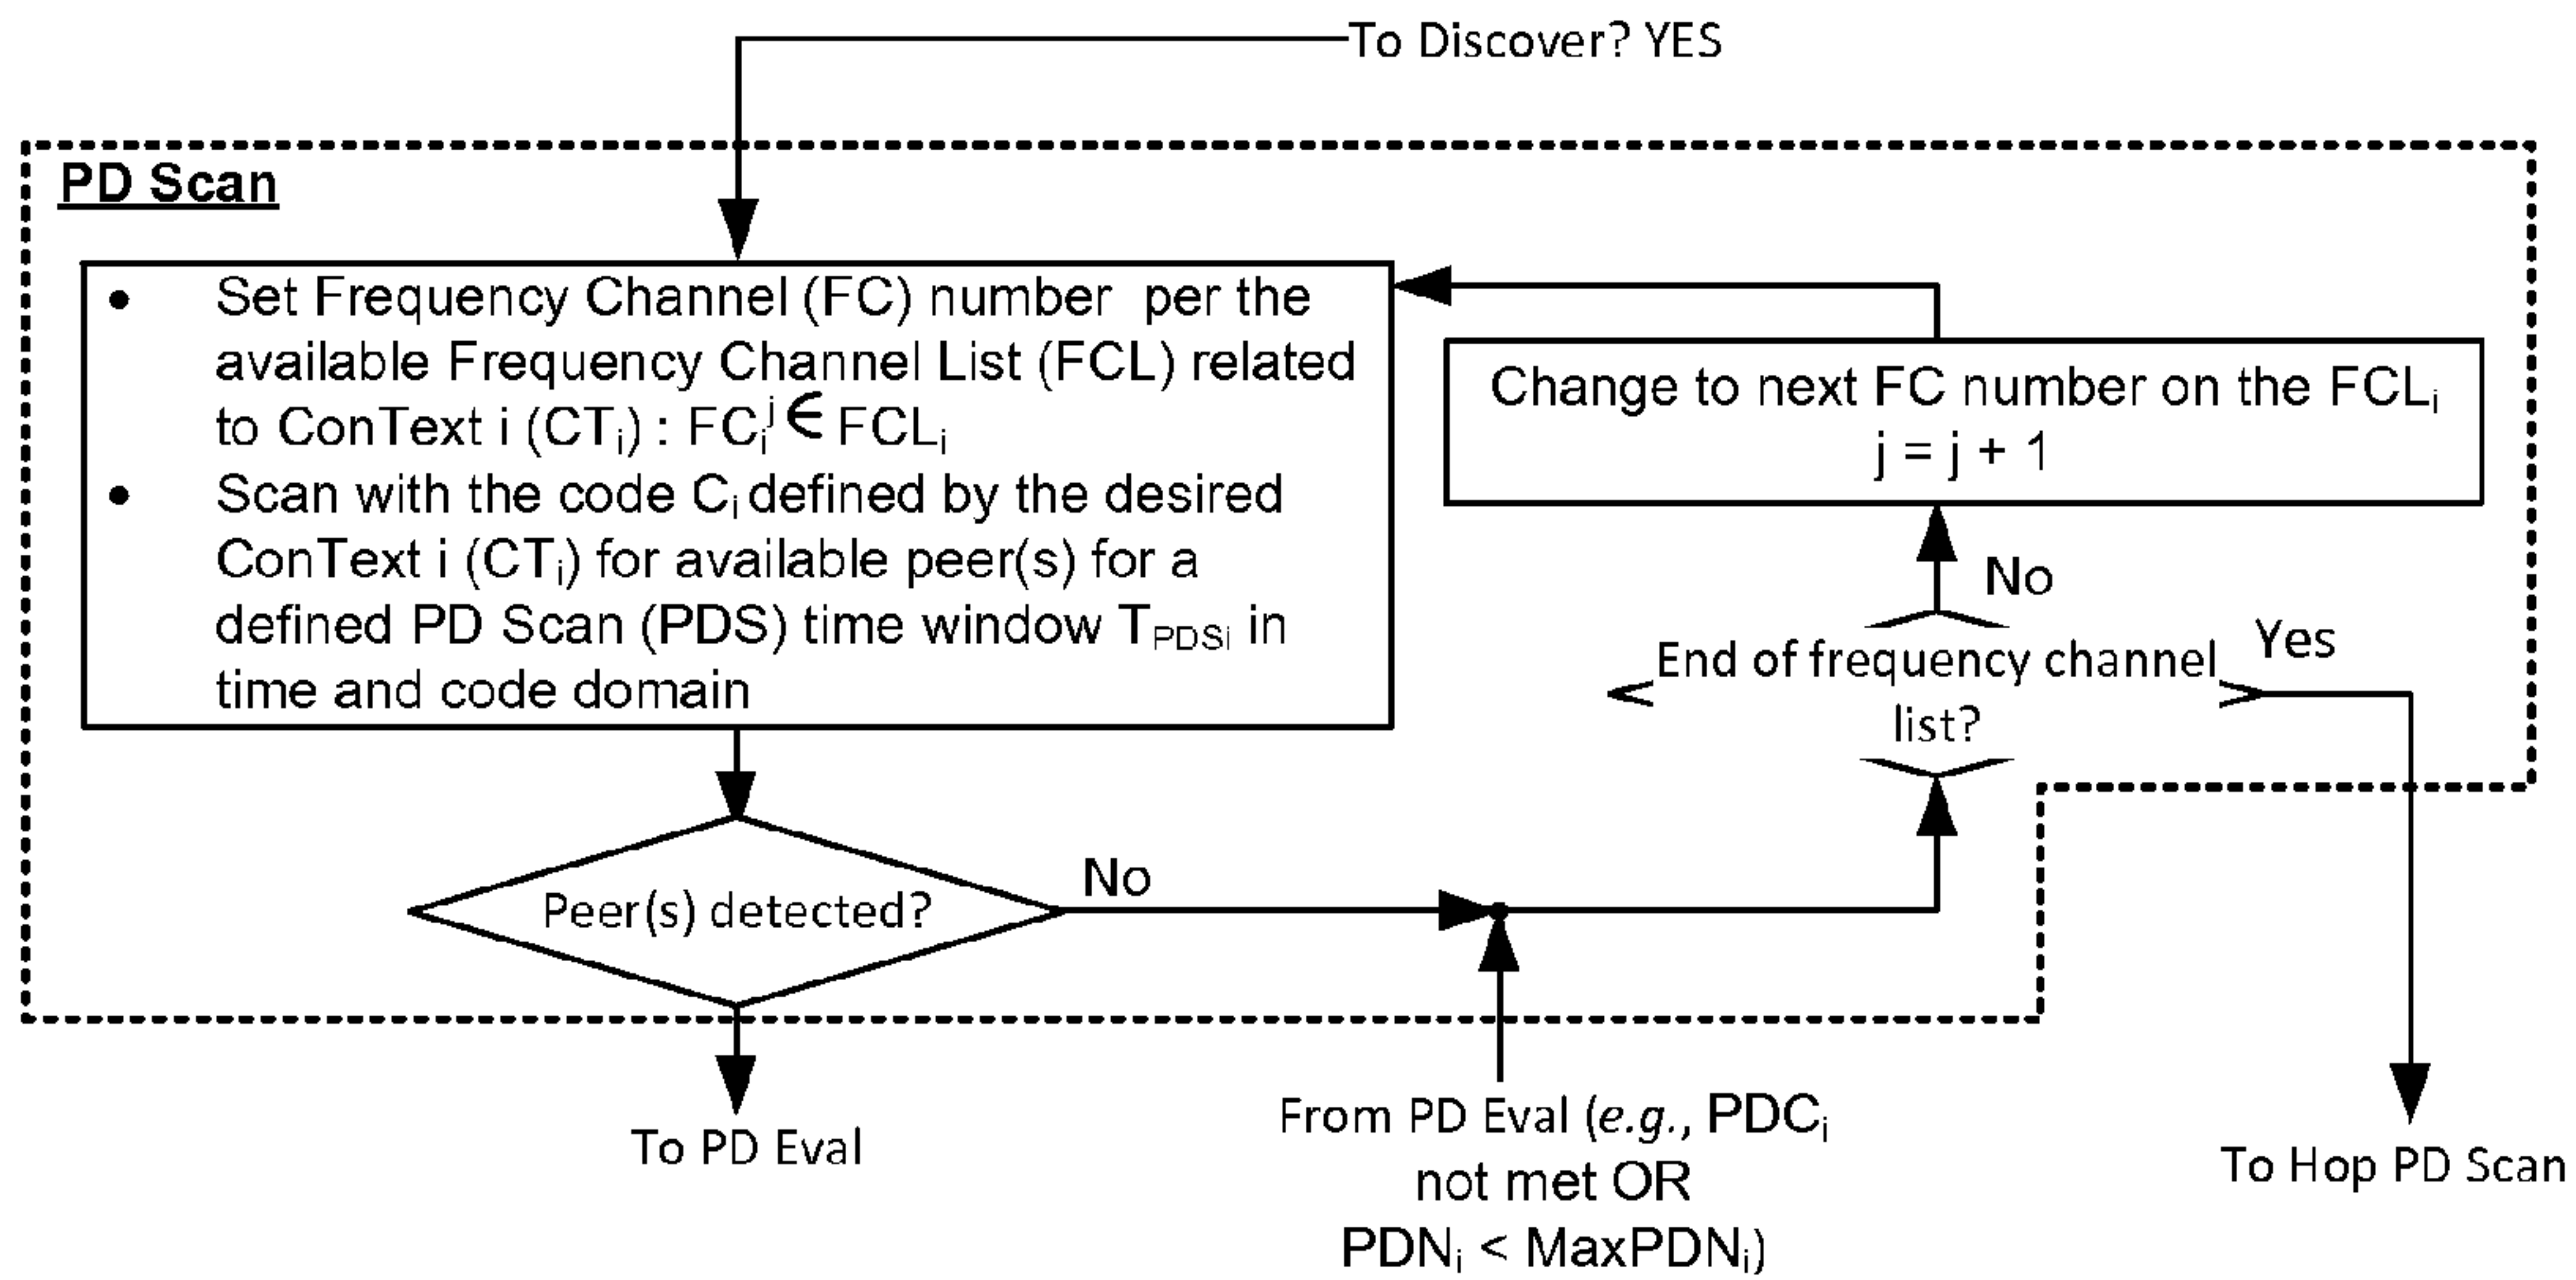 To Discover? YES
PD Scan
• Set Frequency Channel (FC) number per the
available Frequency Channel List (FCL) related
to ConText i (CTi) : FCi^j ∈ FCLi
• Scan with the code Ci defined by the desired
ConText i (CTi) for available peer(s) for a
defined PD Scan (PDS) time window TPDSi in
time and code domain
Change to next FC number on the FCLi
j = j + 1
No
End of frequency channel
list?
Yes
Peer(s) detected?
No
To PD Eval
From PD Eval (e.g., PDCi
not met OR
PDNi < MaxPDNi)
To Hop PD Scan